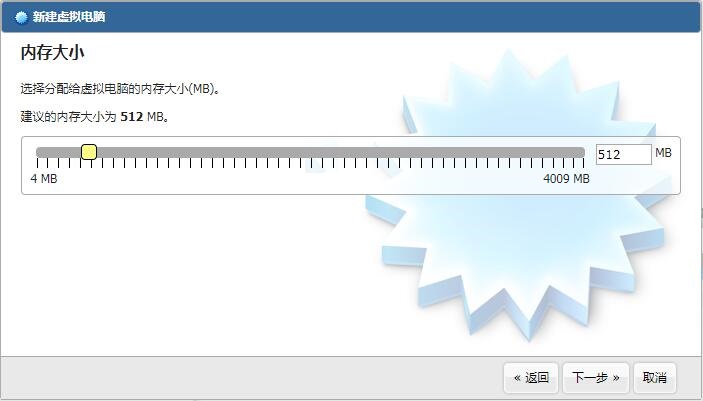 新建虚拟电脑
内存大小
选择分配给虚拟电脑的内存大小(MB)。
建议的内存大小为 512 MB。
512 MB
4 MB 4009 MB
« 返回 下一步 » 取消